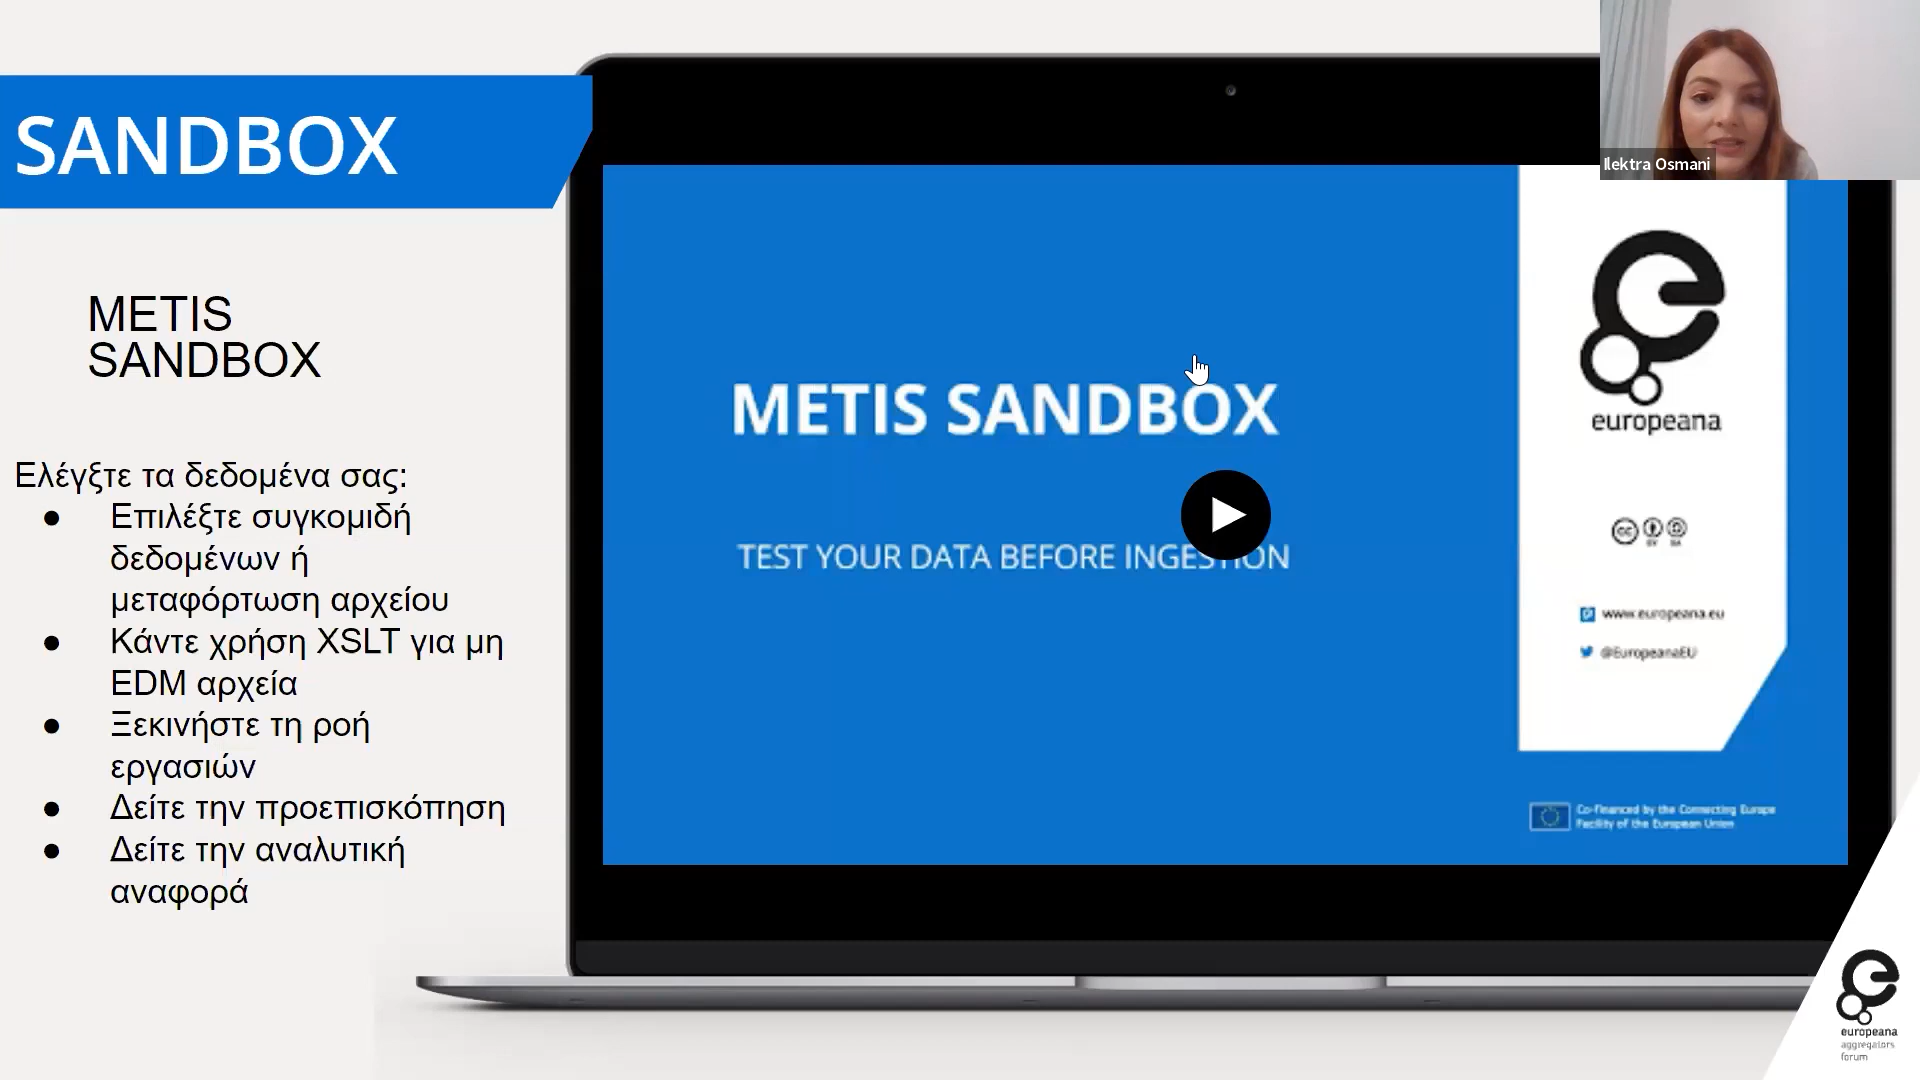 SANDBOX
METIS
SANDBOX
Ελέγξτε τα δεδομένα σας:
● Επιλέξτε συγκομιδή
δεδομένων ή
μεταφόρτωση αρχείου
● Κάντε χρήση XSLT για μη
EDM αρχεία
● Ξεκινήστε τη ροή
εργασιών
● Δείτε την προεπισκόπηση
● Δείτε την αναλυτική
αναφορά
METIS SANDBOX
TEST YOUR DATA BEFORE INGESTION
europeana
cc
BY SA
www.europeana.eu
@EuropeanaEU
Co-financed by the Connecting Europe
Facility of the European Union
Ilektra Osmani
europeana
aggregators
forum